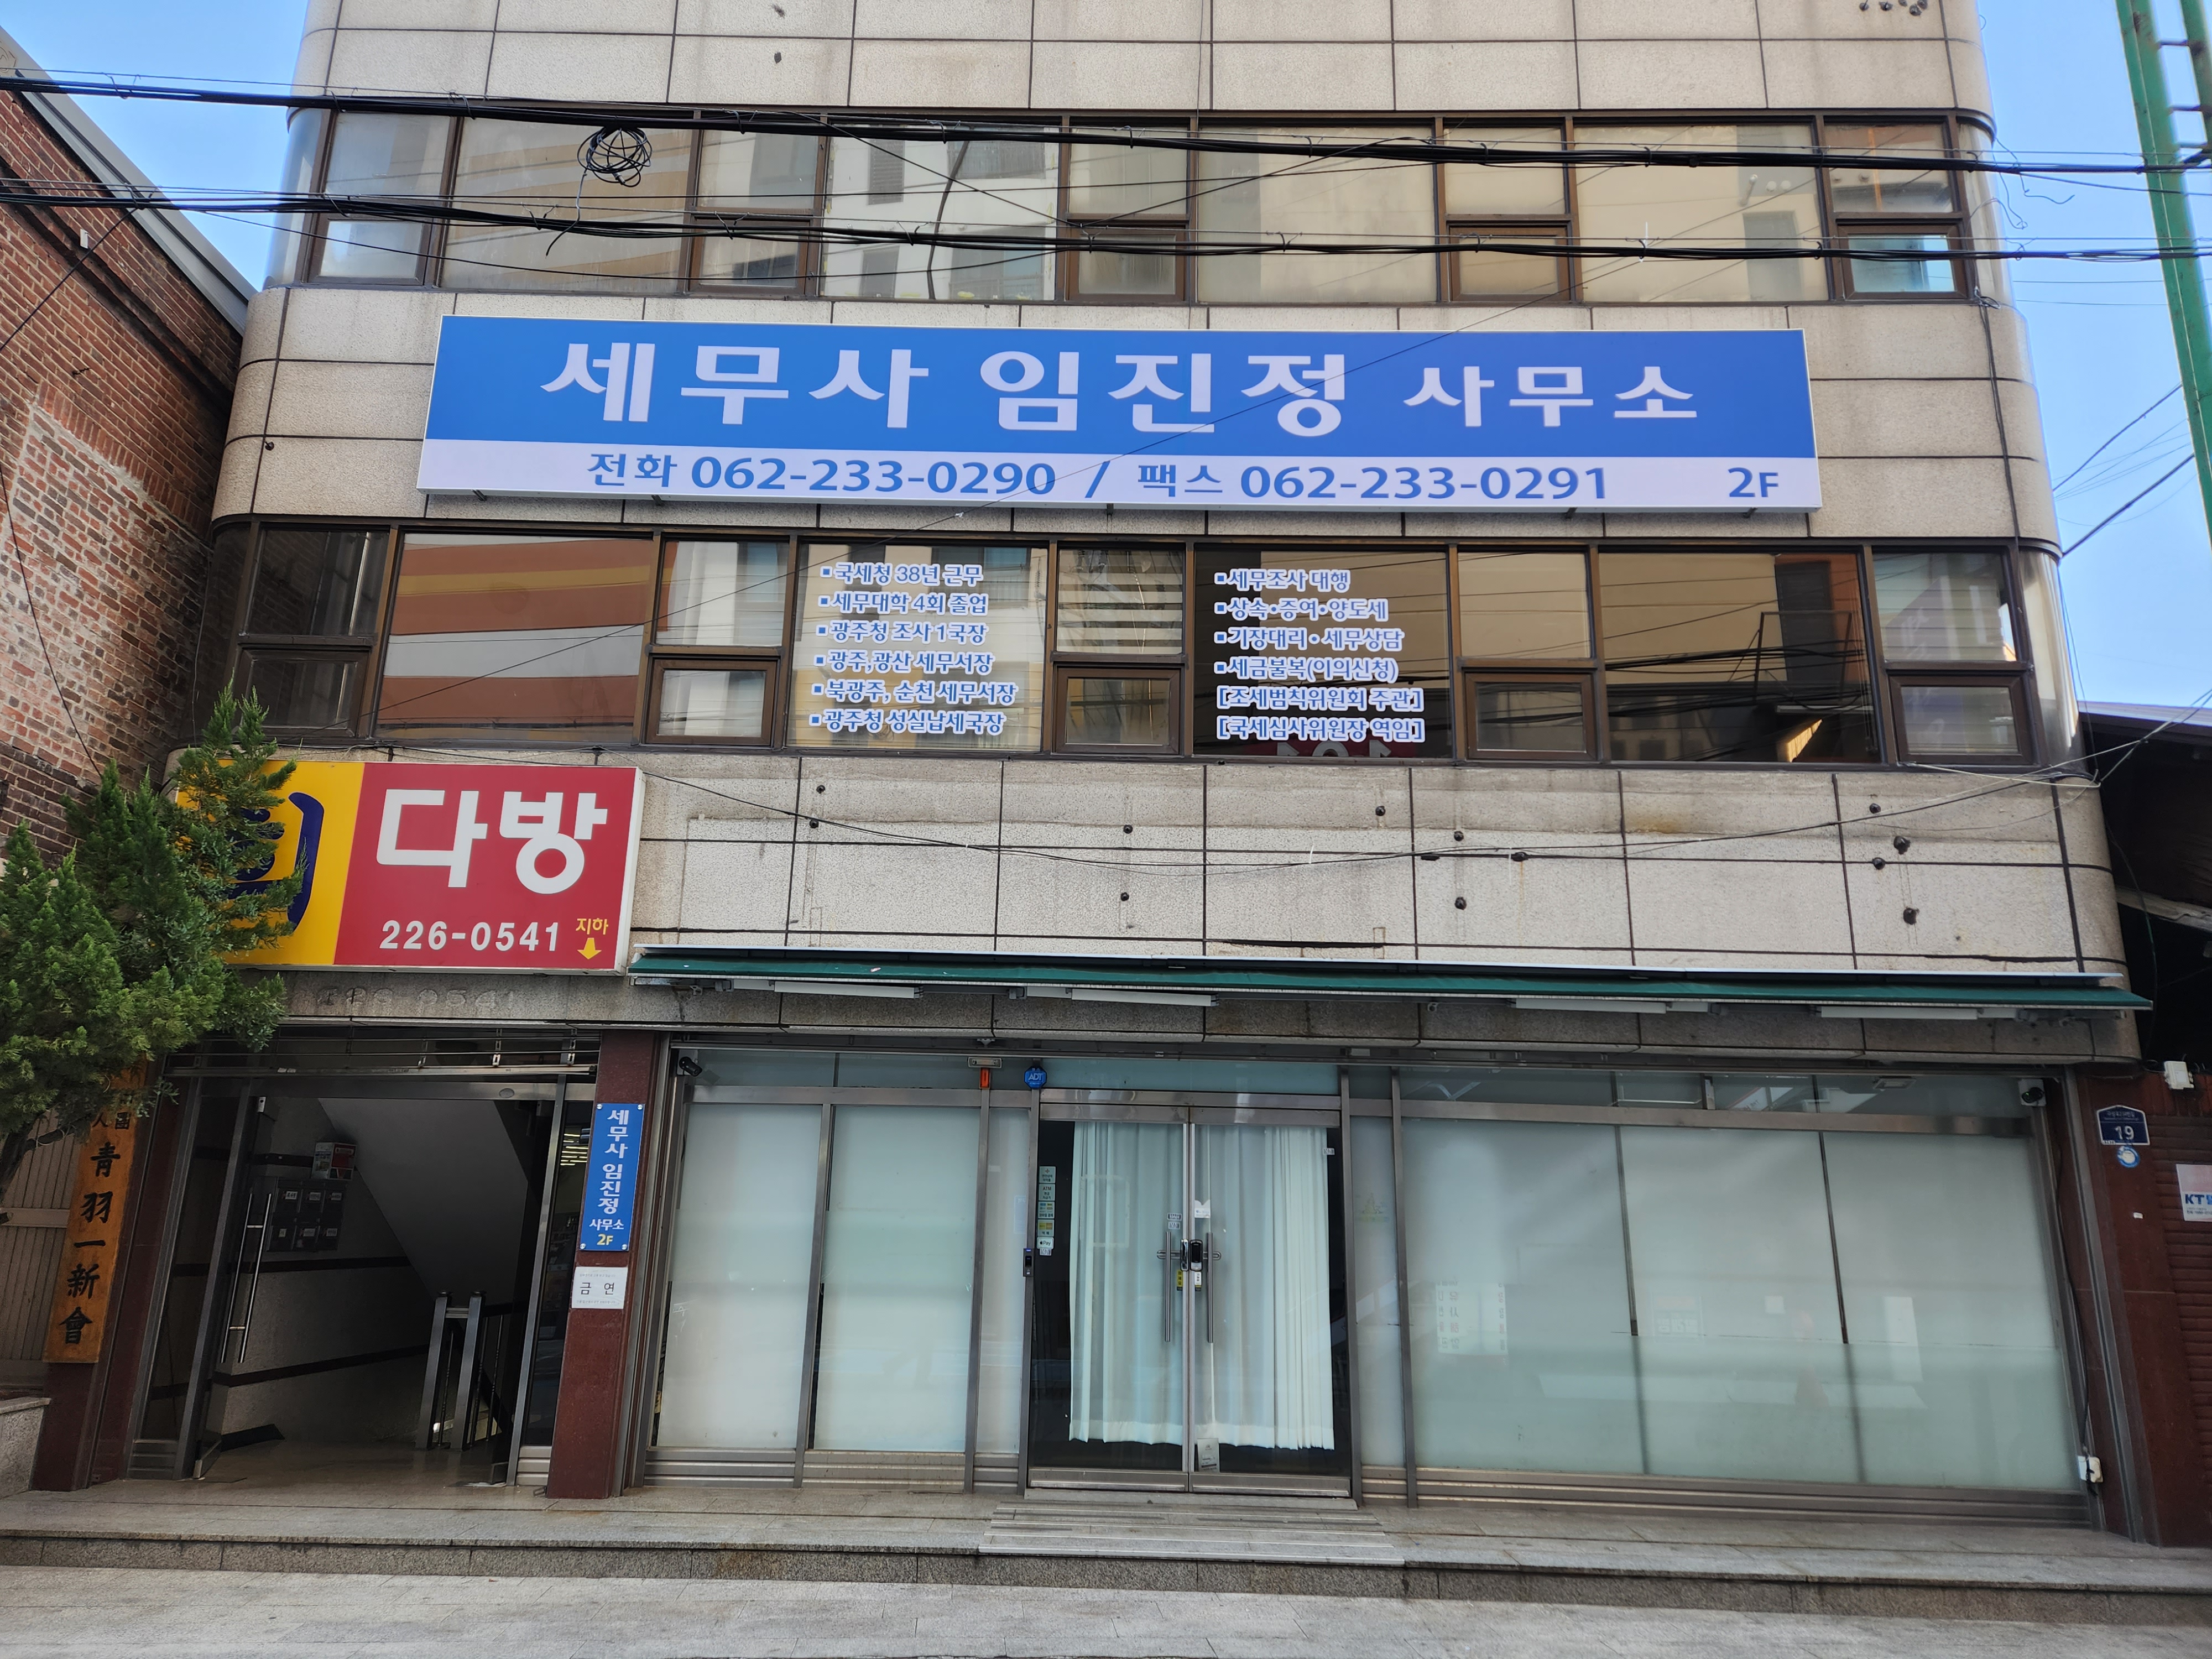 세무사 임진정 사무소
전화 062-233-0290 / 팩스 062-233-0291 2F
▪국세청 38년 근무
▪세무대학 4회 졸업
▪광주청 조사 1국장
▪광주,광산 세무서장
▪북광주, 순천 세무서장
▪광주청 성실납세국장
▪세무조사 대행
▪상속•증여•양도세
▪기장대리•세무상담
▪세금불복(이의신청)
[조세범칙위원회 주관]
[국세심사위원장 역임]
다방
226-0541 지하
세무사 임진정 사무소 2F
금연
靑羽一新會
ADT
19
KT